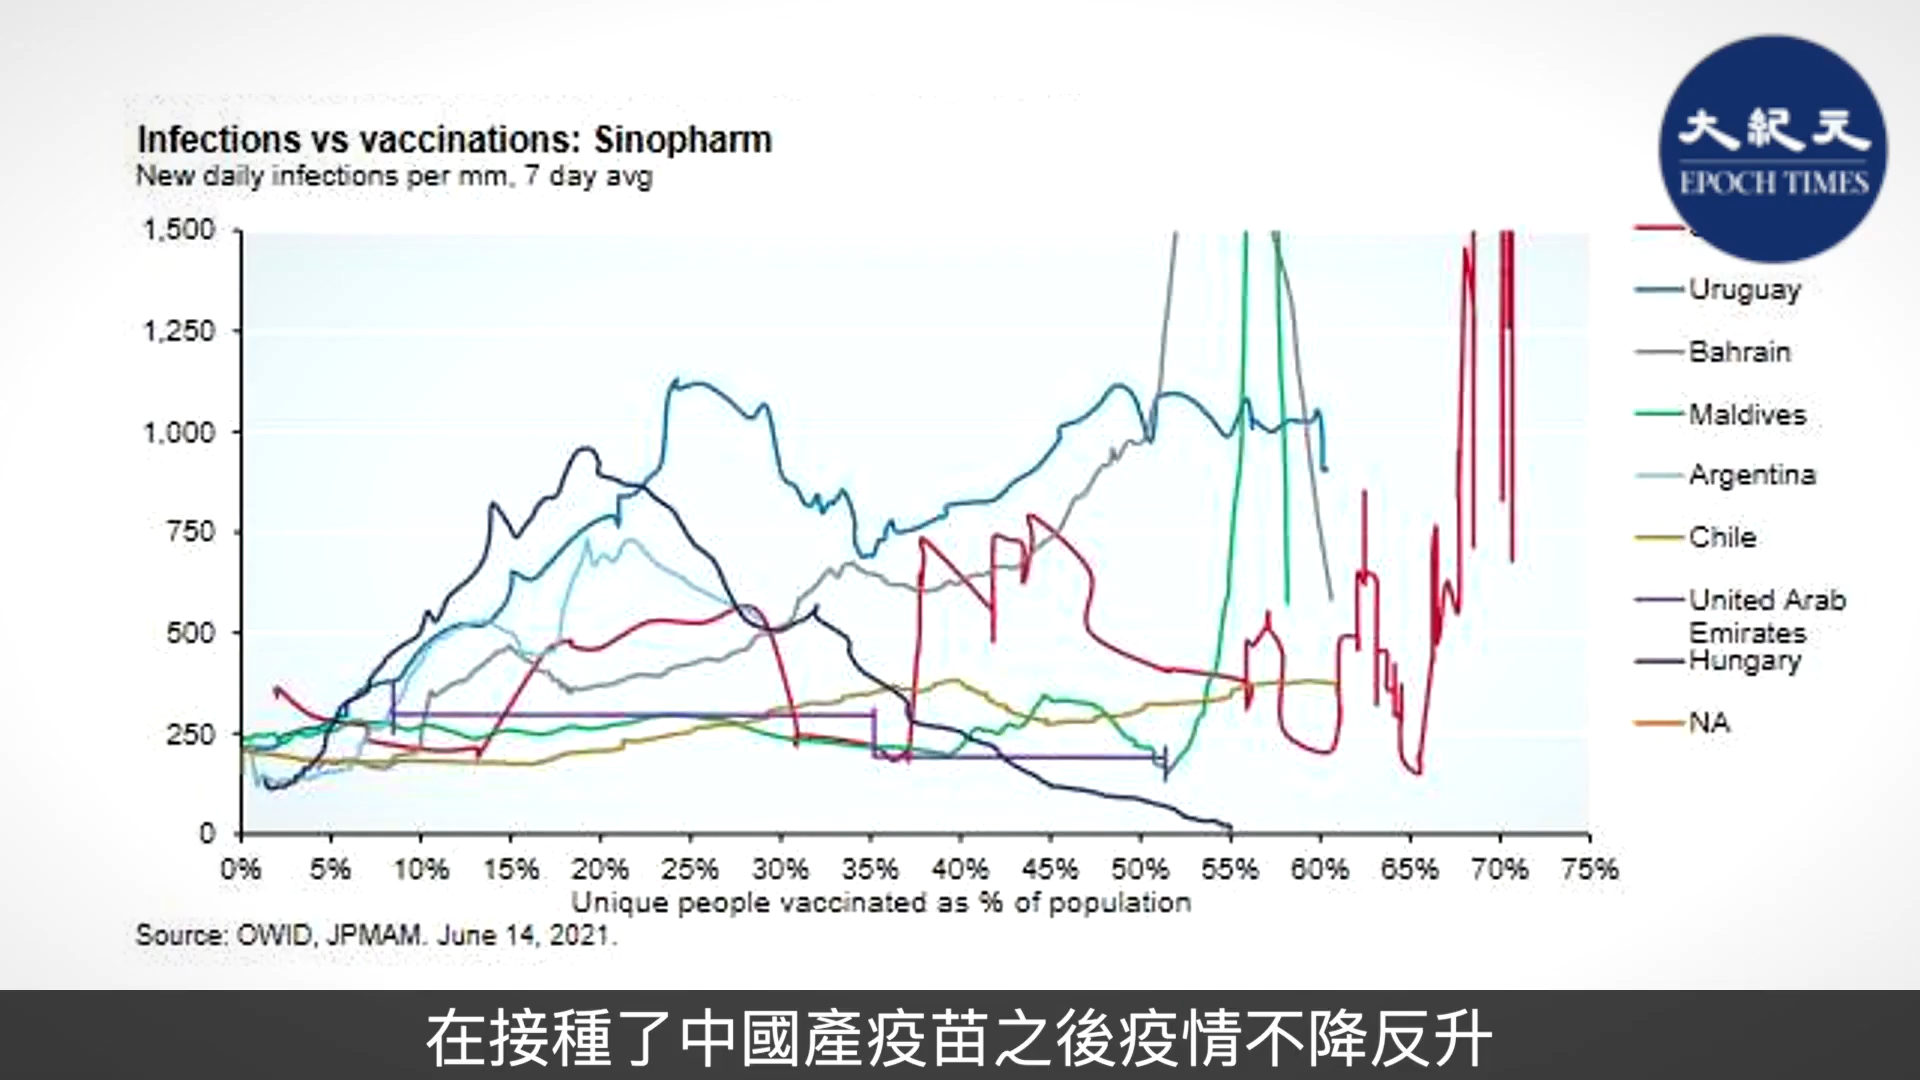 大紀元
EPOCH TIMES
Infections vs vaccinations: Sinopharm
New daily infections per mm, 7 day avg
1,500
1,250
1,000
750
500
250
0
0% 5% 10% 15% 20% 25% 30% 35% 40% 45% 50% 55% 60% 65% 70% 75%
Unique people vaccinated as % of population
Uruguay
Bahrain
Maldives
Argentina
Chile
United Arab
Emirates
Hungary
NA
Source: OWID, JPMAM. June 14, 2021.
在接種了中國產疫苗之後疫情不降反升